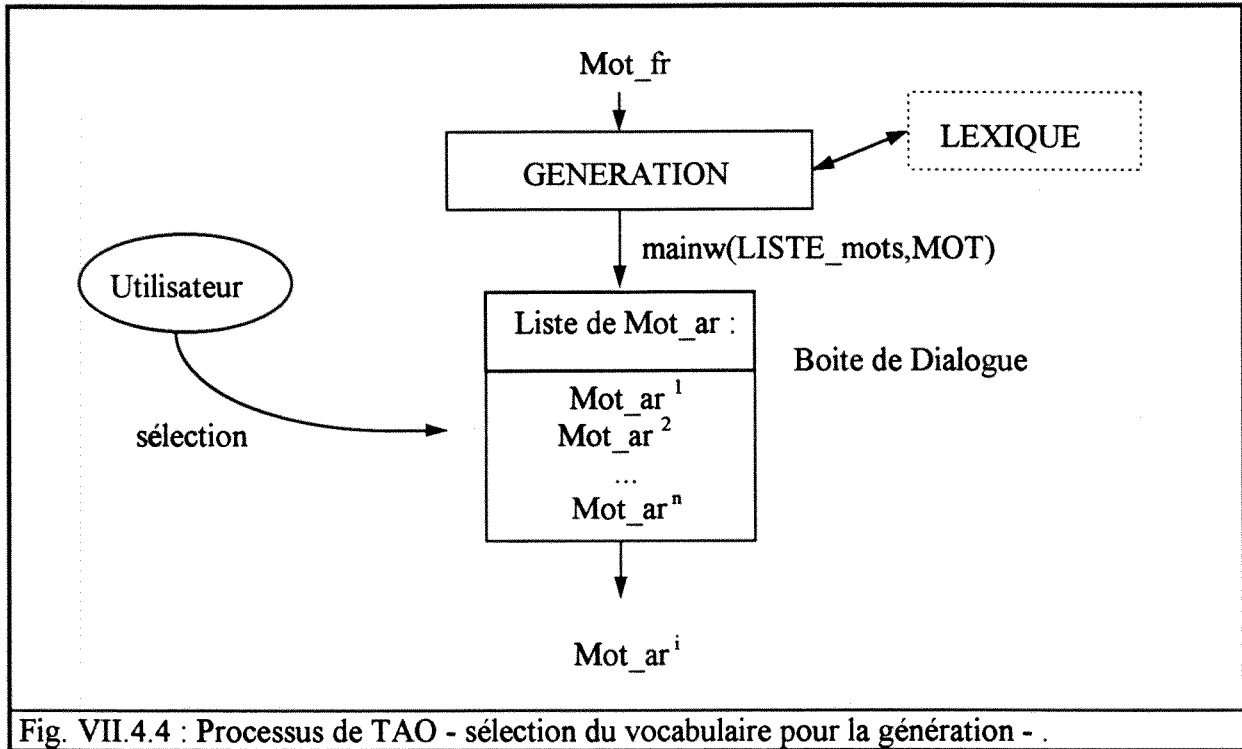 Mot_fr
LEXIQUE
GENERATION
mainw(LISTE_mots,MOT)
Utilisateur
Liste de Mot_ar :
Boite de Dialogue
Mot_ar 1
sélection
Mot_ar 2
...
Mot_ar n
Mot_ar i
Fig. VII.4.4 : Processus de TAO - sélection du vocabulaire pour la génération - .